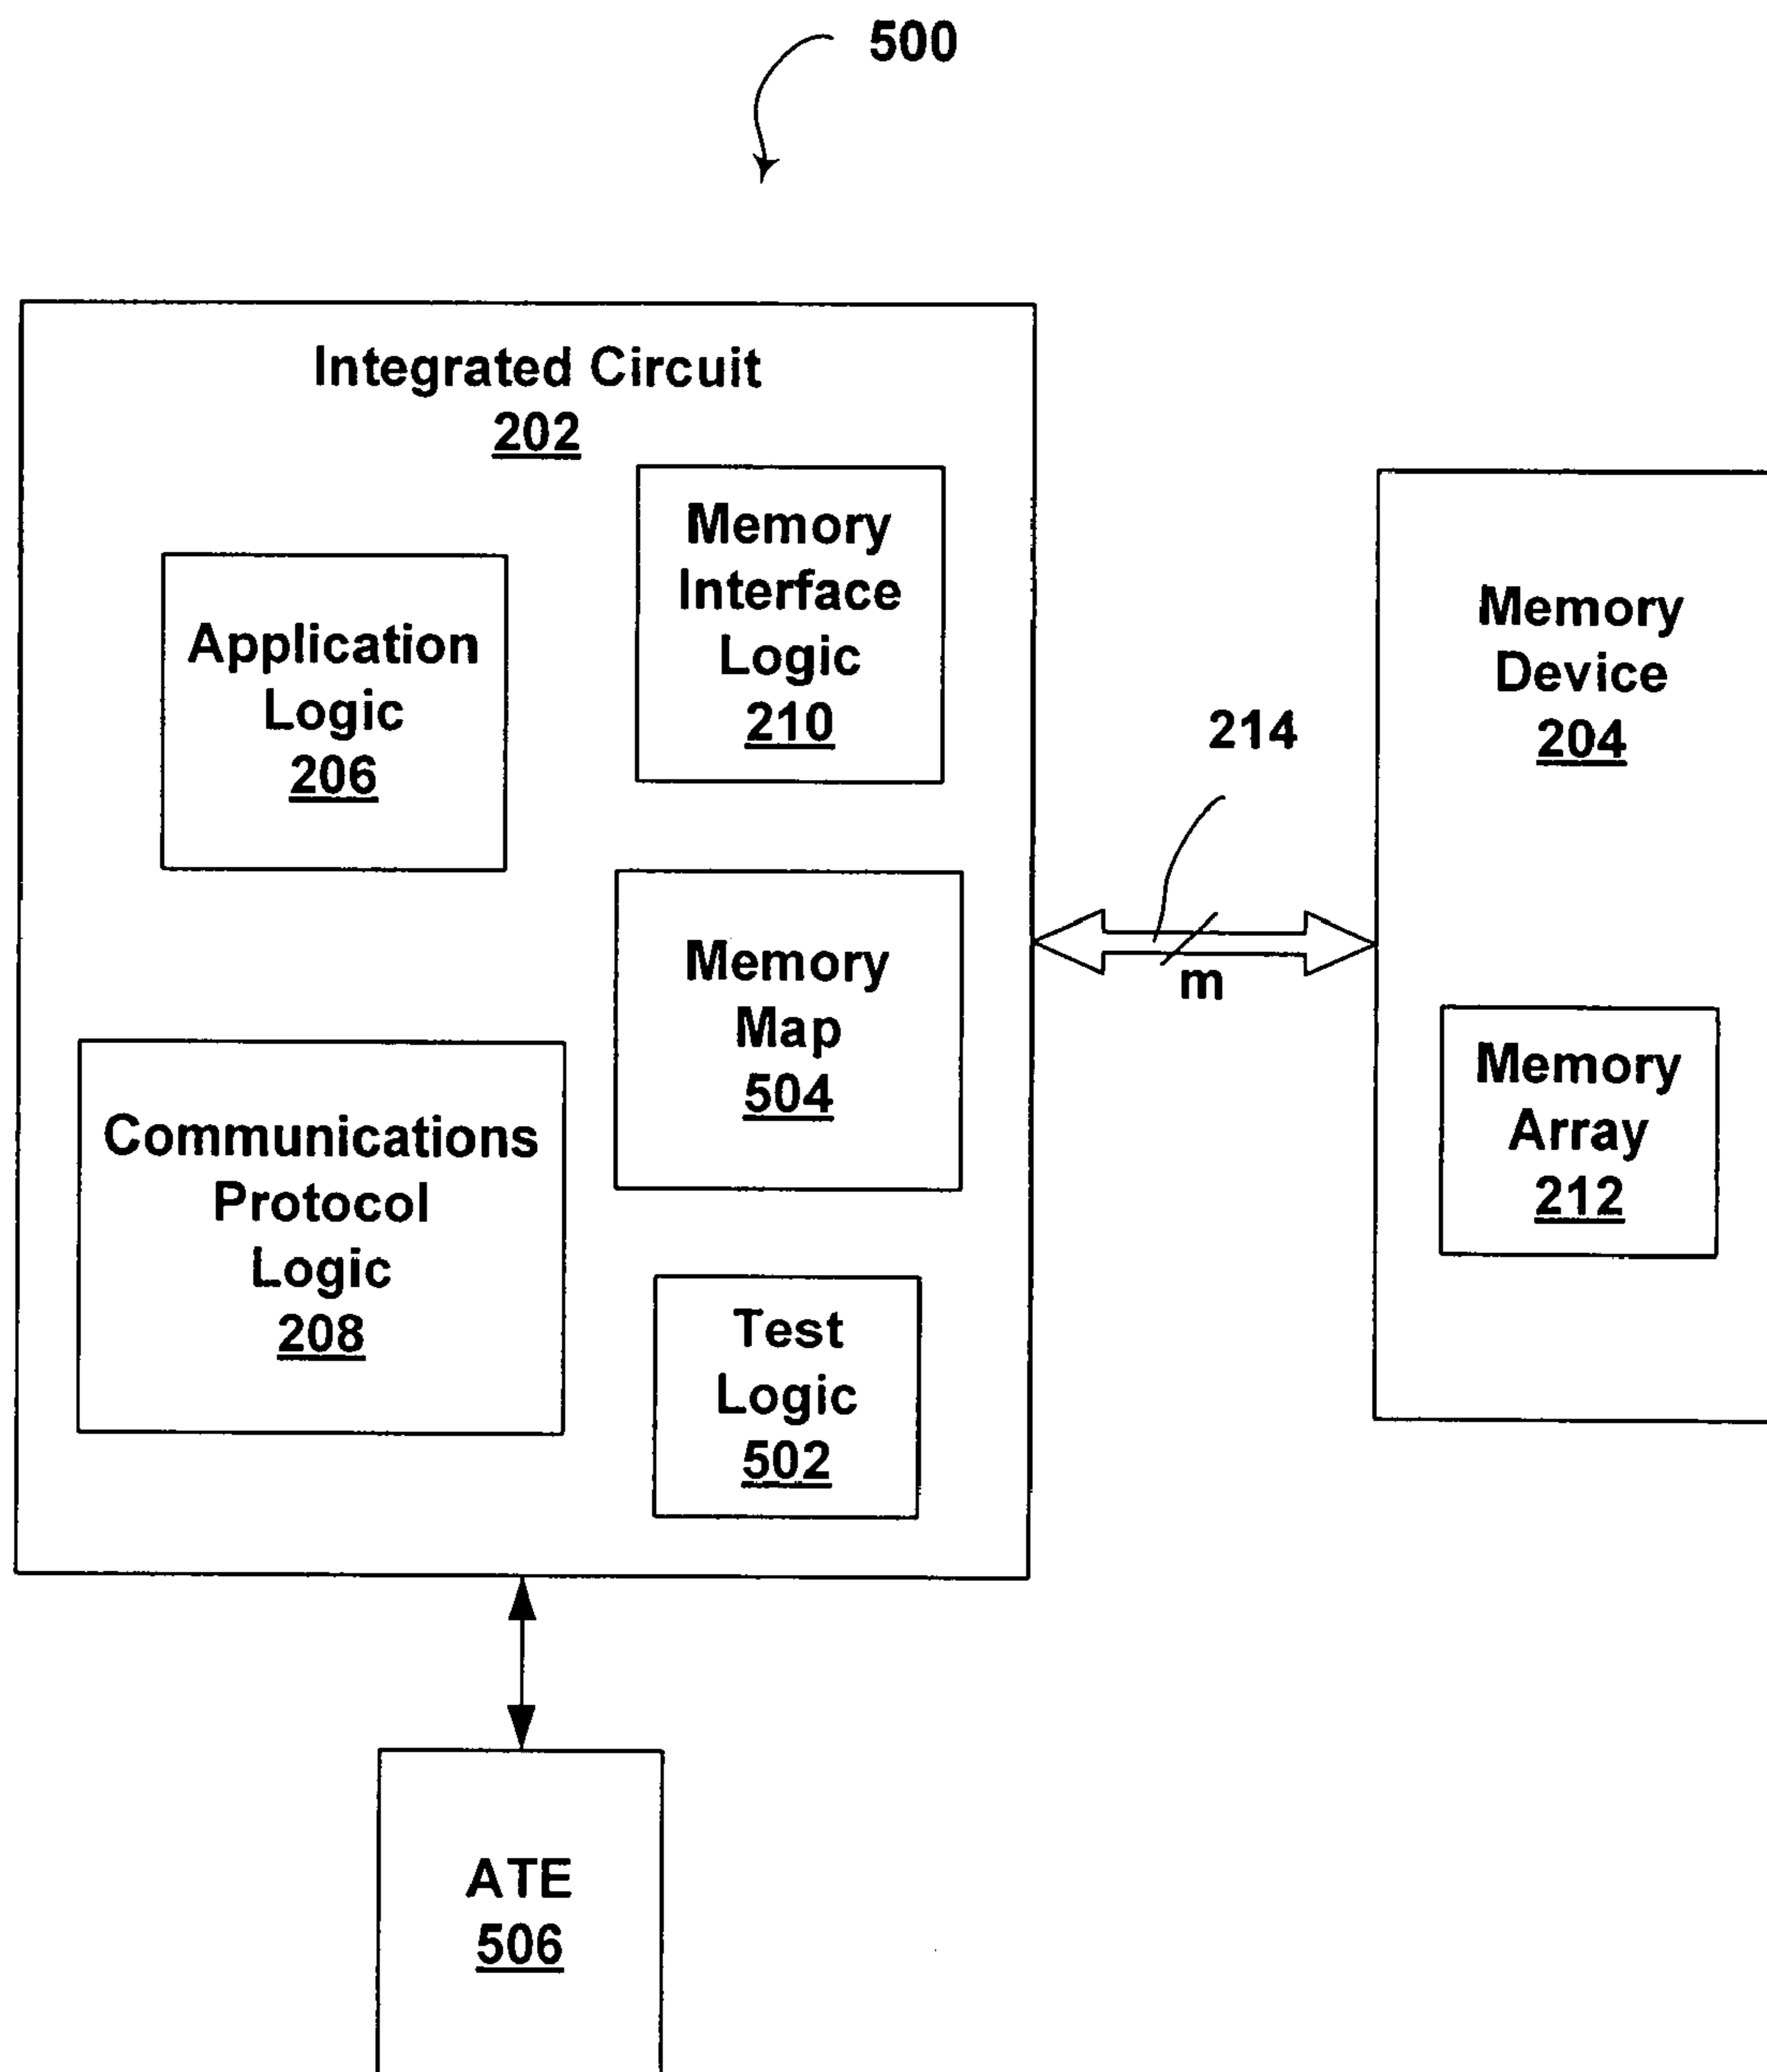 500
Integrated Circuit
202
Memory
Interface
Logic
210
Application
Logic
206
Memory
Map
504
Communications
Protocol
Logic
208
Test
Logic
502
214
m
Memory
Device
204
Memory
Array
212
ATE
506